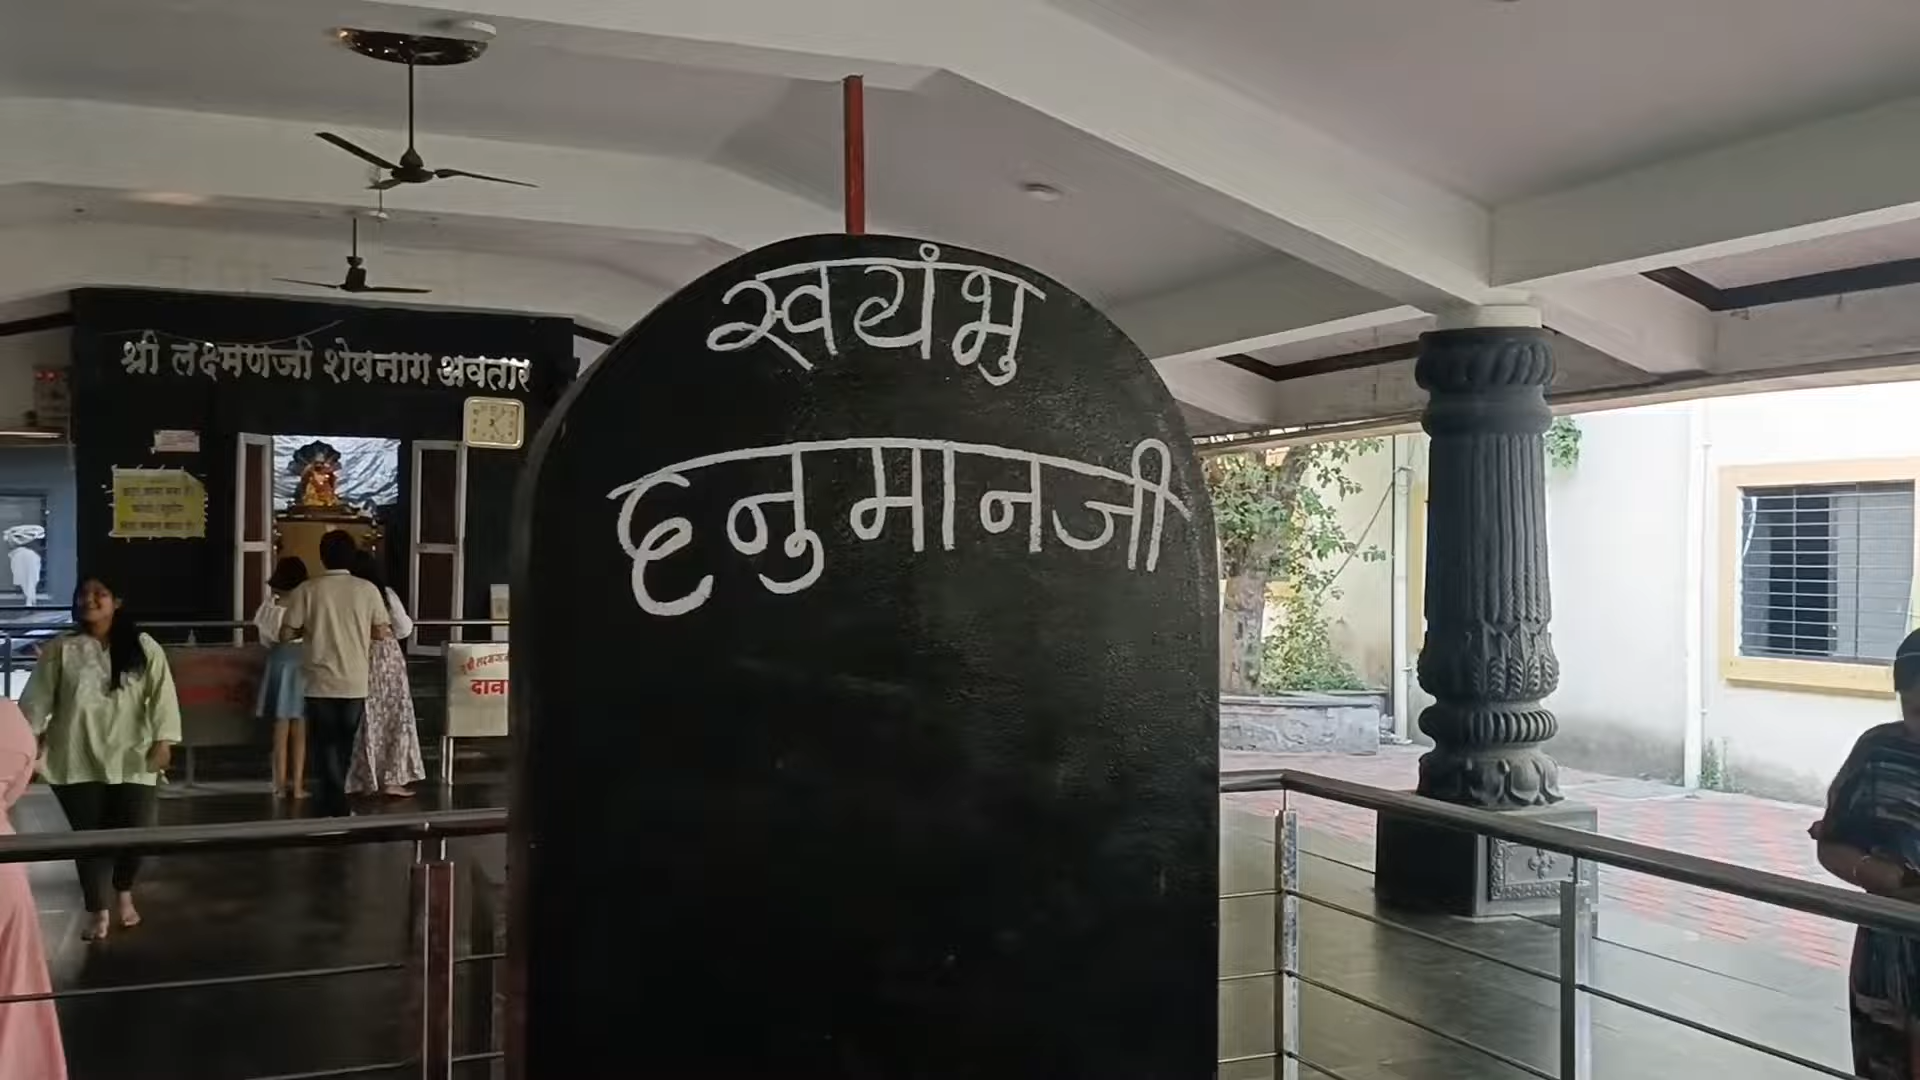 श्री लक्ष्मणजी शेषनाग अवतार
स्वयंभु
हनुमानजी
दान